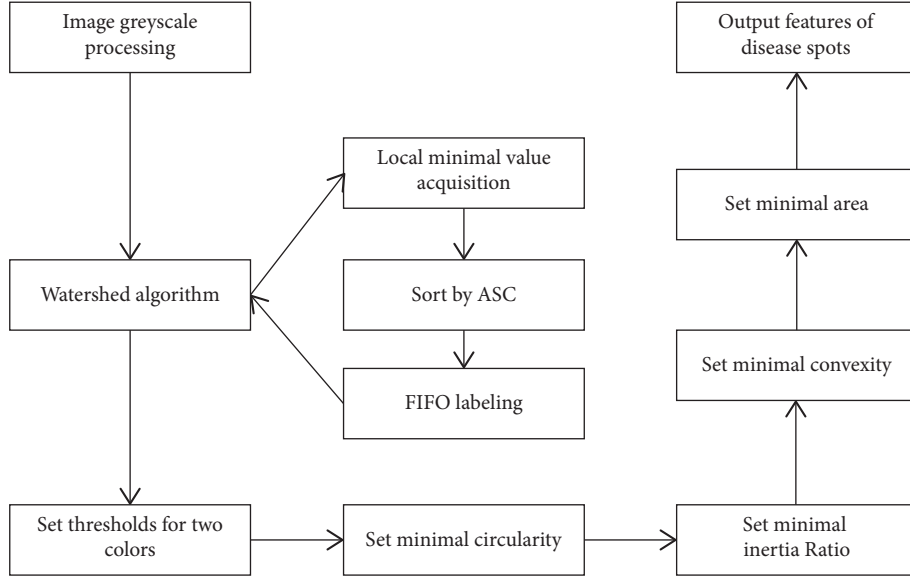 Image greyscale
processing
Output features of
disease spots
Local minimal value
acquisition
Set minimal area
Watershed algorithm
Sort by ASC
Set minimal convexity
FIFO labeling
Set thresholds for two
colors
Set minimal circularity
Set minimal
inertia Ratio